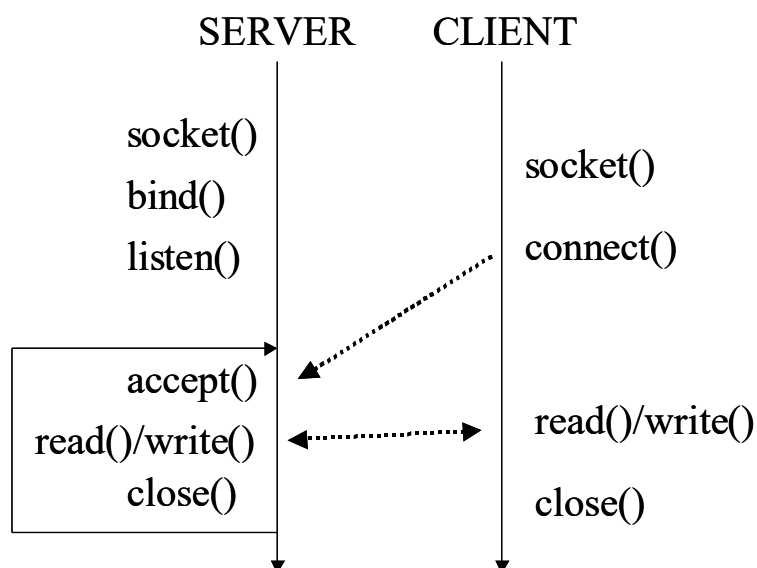 SERVER CLIENT
socket()
socket()
bind()
connect()
listen()
accept()
read()/write()
read()/write()
close()
close()